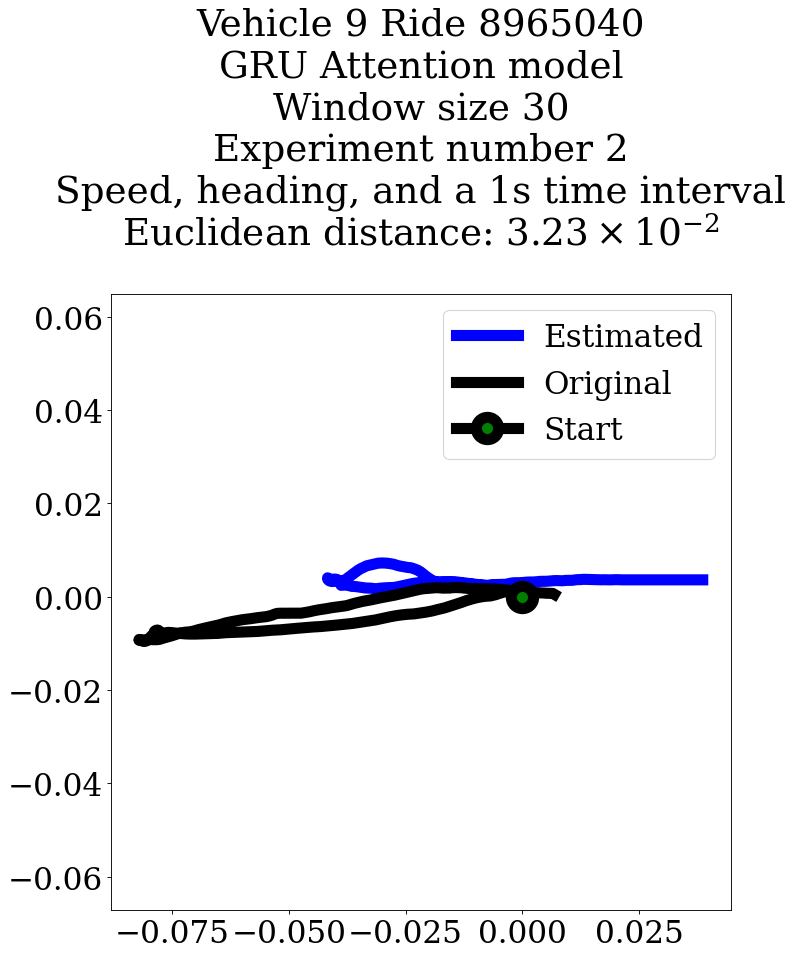 Vehicle 9 Ride 8965040
GRU Attention model
Window size 30
Experiment number 2
Speed, heading, and a 1s time interval
Euclidean distance: 3.23 × 10⁻²
Estimated
Original
Start
0.06
0.04
0.02
0.00
−0.02
−0.04
−0.06
−0.075 −0.050 −0.025 0.000 0.025